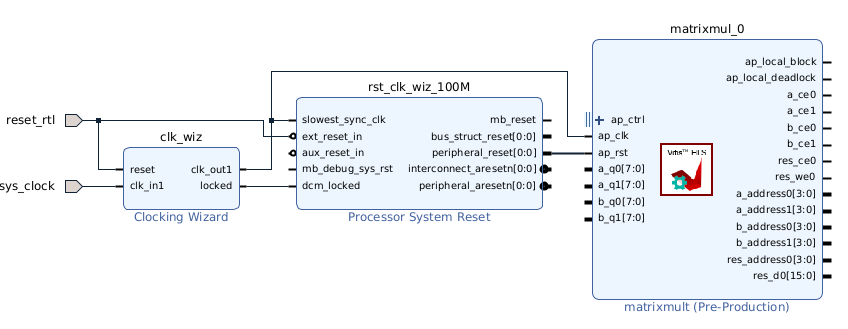 matrixmul_0
rst_clk_wiz_100M
reset_rtl
sys_clock
clk_wiz
reset
clk_in1
clk_out1
locked
Clocking Wizard
slowest_sync_clk
ext_reset_in
aux_reset_in
mb_debug_sys_rst
dcm_locked
mb_reset
bus_struct_reset[0:0]
peripheral_reset[0:0]
interconnect_aresetn[0:0]
peripheral_aresetn[0:0]
Processor System Reset
ap_ctrl
ap_clk
ap_rst
a_q0[7:0]
a_q1[7:0]
b_q0[7:0]
b_q1[7:0]
Vitis™ HLS
ap_local_block
ap_local_deadlock
a_ce0
a_ce1
b_ce0
b_ce1
res_ce0
res_we0
a_address0[3:0]
a_address1[3:0]
b_address0[3:0]
b_address1[3:0]
res_address0[3:0]
res_d0[15:0]
matrixmult (Pre-Production)